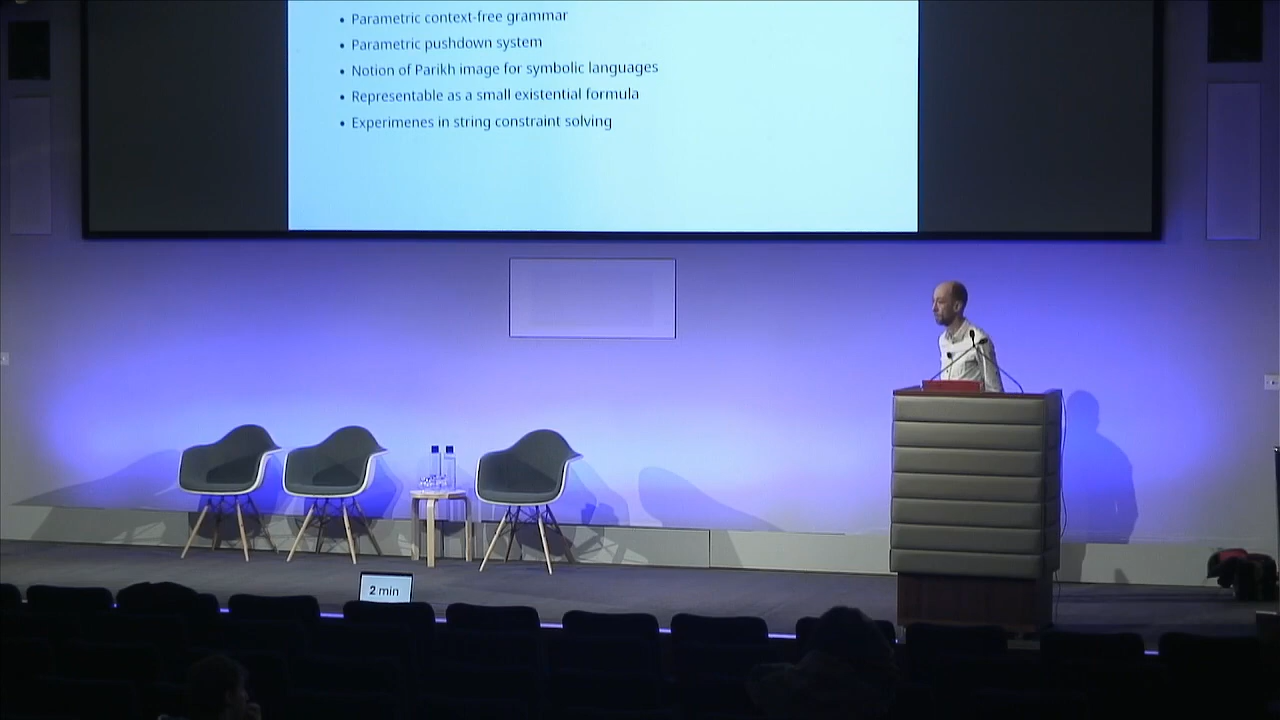 • Parametric context-free grammar
• Parametric pushdown system
• Notion of Parikh image for symbolic languages
• Representable as a small existential formula
• Experimenes in string constraint solving
2 min